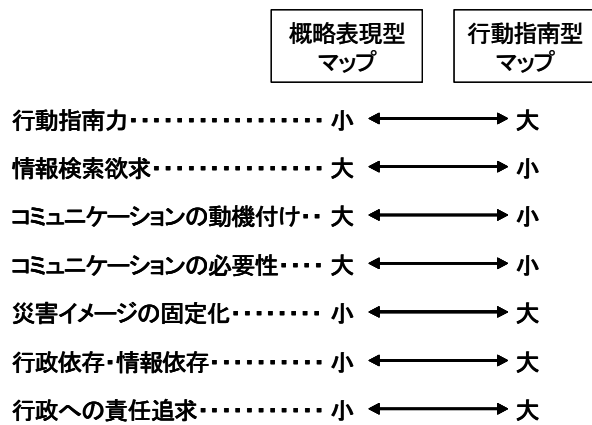 概略表現型 行動指南型
マップ マップ
行動指南力・・・・・・・・・・・・・・・・・ 小 ←→ 大
情報検索欲求・・・・・・・・・・・・・・・ 大 ←→ 小
コミュニケーションの動機付け・・ 大 ←→ 小
コミュニケーションの必要性・・・・ 大 ←→ 小
災害イメージの固定化・・・・・・・・ 小 ←→ 大
行政依存・情報依存・・・・・・・・・・ 小 ←→ 大
行政への責任追求・・・・・・・・・・・ 小 ←→ 大